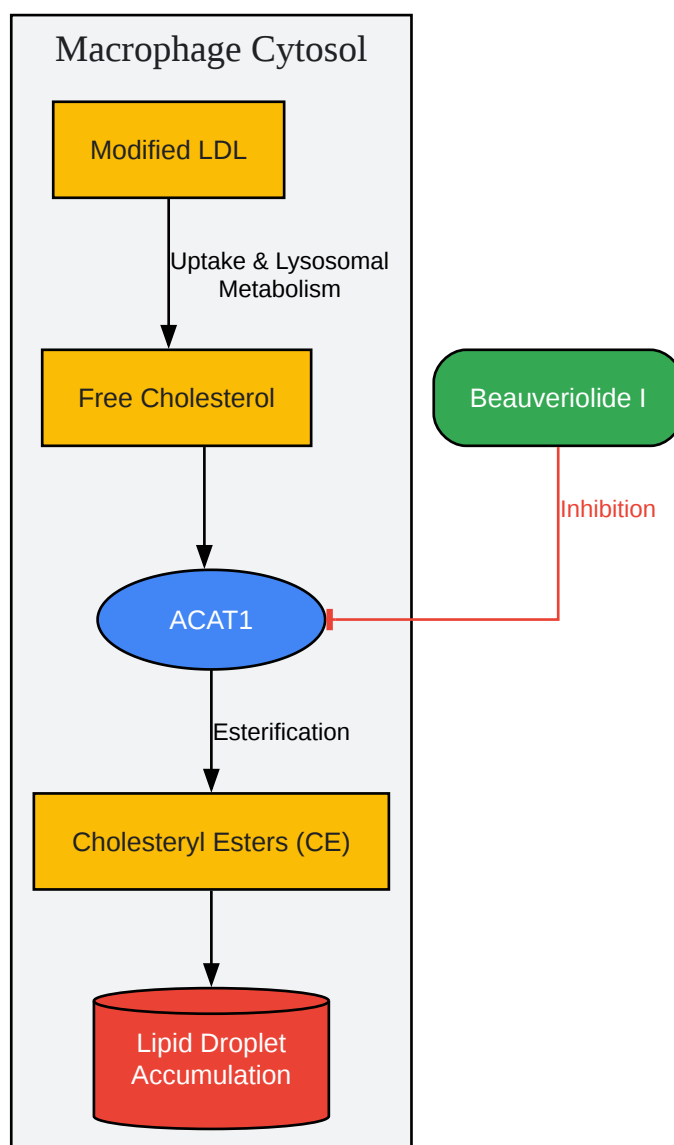 Macrophage Cytosol
Modified LDL
Uptake & Lysosomal
Metabolism
Free Cholesterol
Beauveriolide I
Inhibition
ACAT1
Esterification
Cholesteryl Esters (CE)
Lipid Droplet
Accumulation